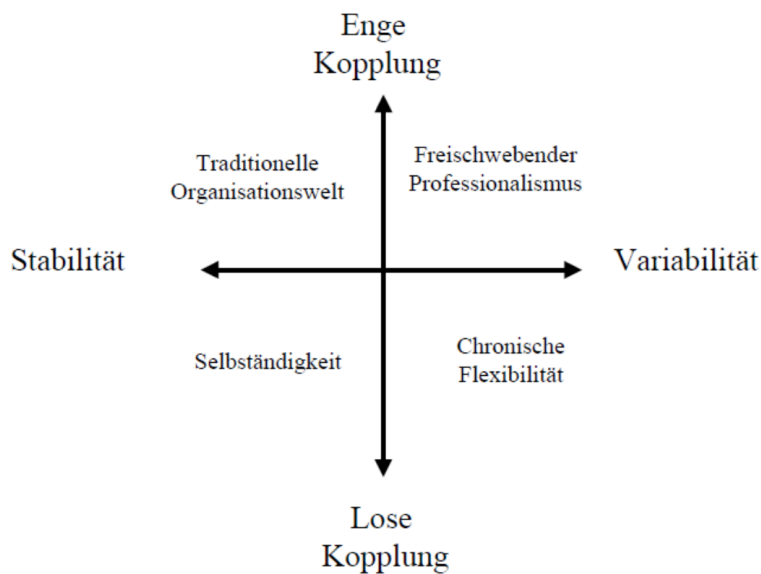 Enge
Kopplung
Traditionelle
Organisationswelt
Freischwebender
Professionalismus
Stabilität
Variabilität
Selbständigkeit
Chronische
Flexibilität
Lose
Kopplung